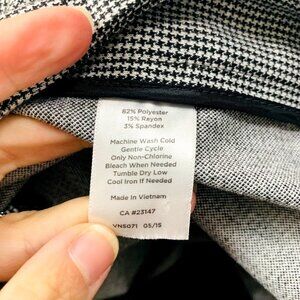 82% Polyester
15% Rayon
3% Spandex
Machine Wash Cold
Gentle Cycle
Only Non-Chlorine
Bleach When Needed
Tumble Dry Low
Cool Iron If Needed
Made In Vietnam
CA #23147
VNS071 05/15